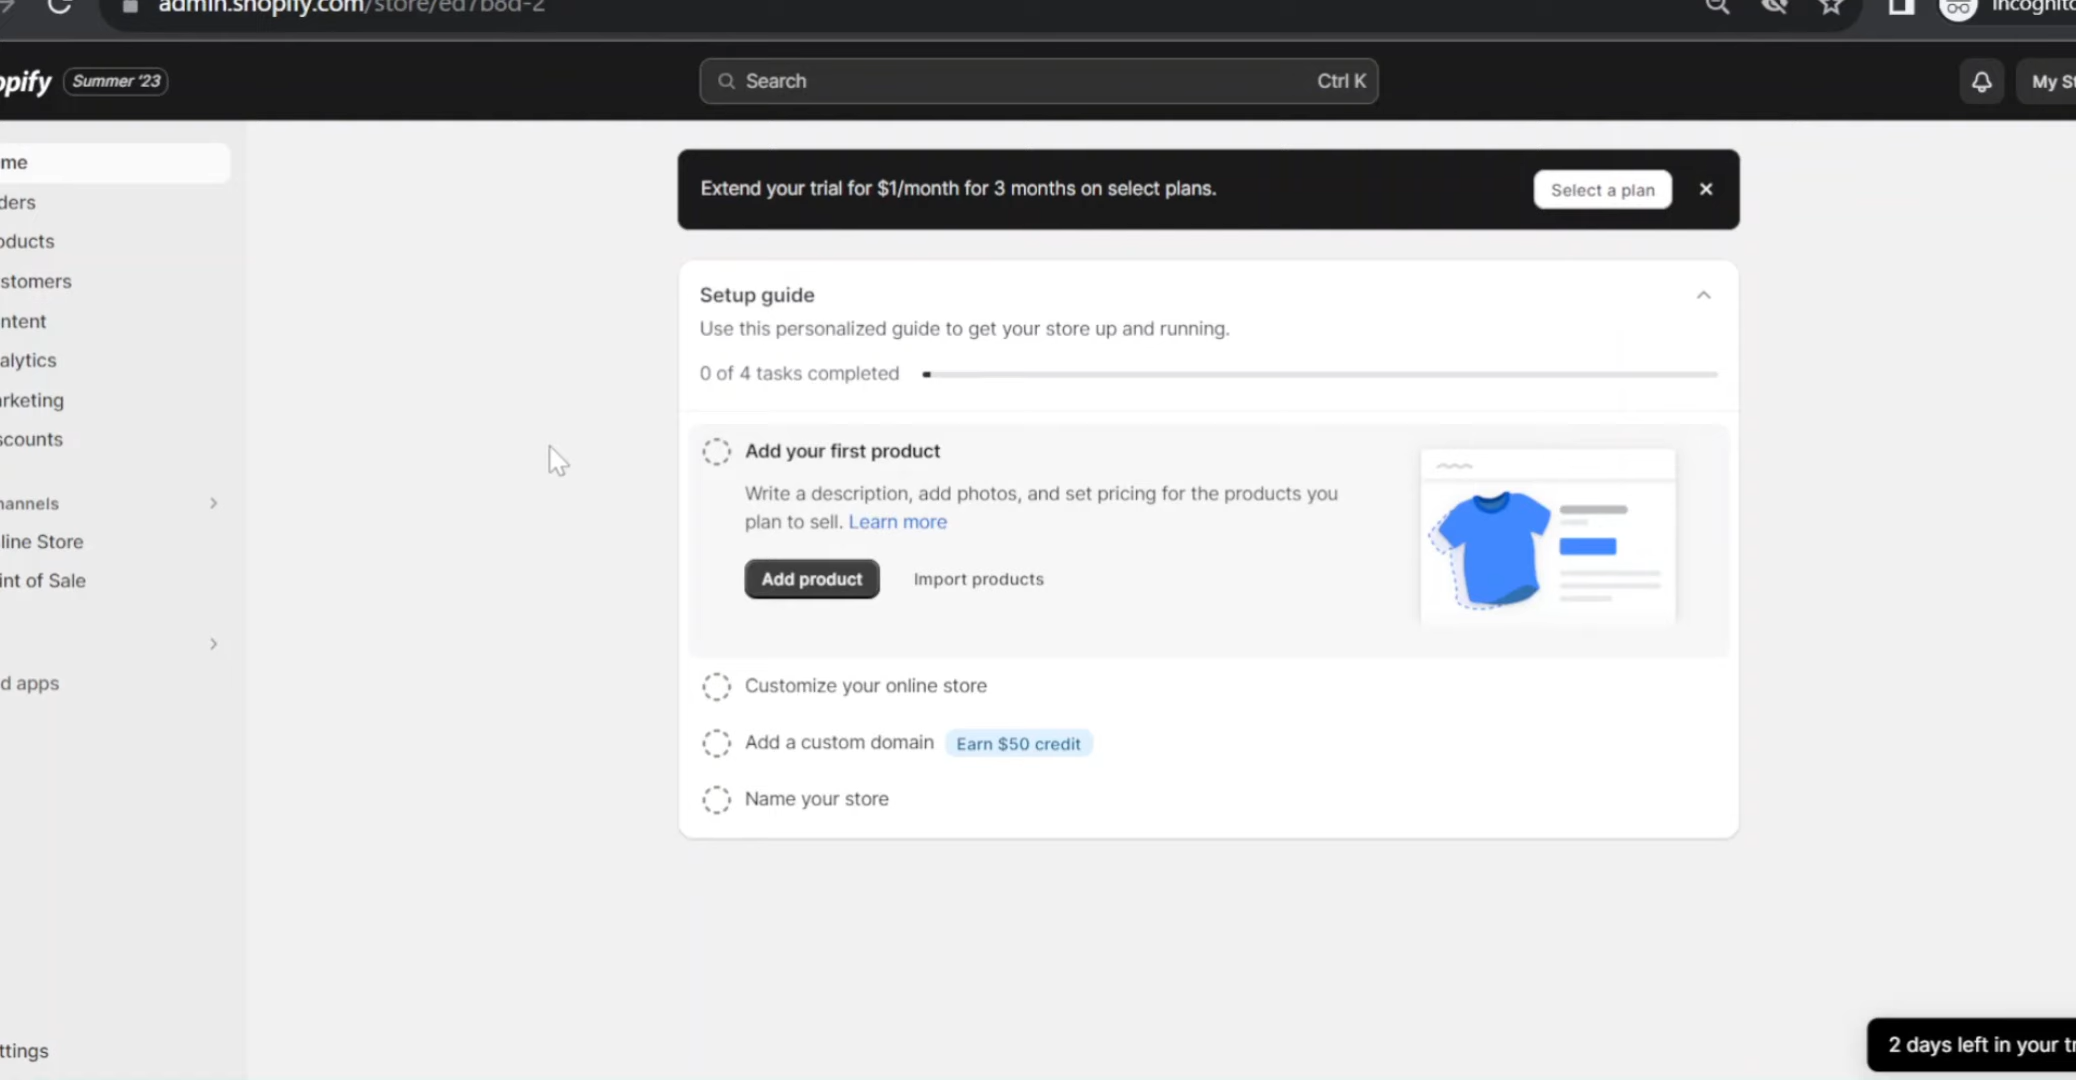 admin.shopify.com/store/ed7b8d-2
Incognito
opify
Summer '23
Search
Ctrl K
My St
me
ders
oducts
stomers
ntent
alytics
arketing
scounts
hannels
line Store
int of Sale
d apps
ttings
Extend your trial for $1/month for 3 months on select plans.
Select a plan
Setup guide
Use this personalized guide to get your store up and running.
0 of 4 tasks completed
Add your first product
Write a description, add photos, and set pricing for the products you
plan to sell. Learn more
Add product
Import products
Customize your online store
Add a custom domain
Earn $50 credit
Name your store
2 days left in your tr